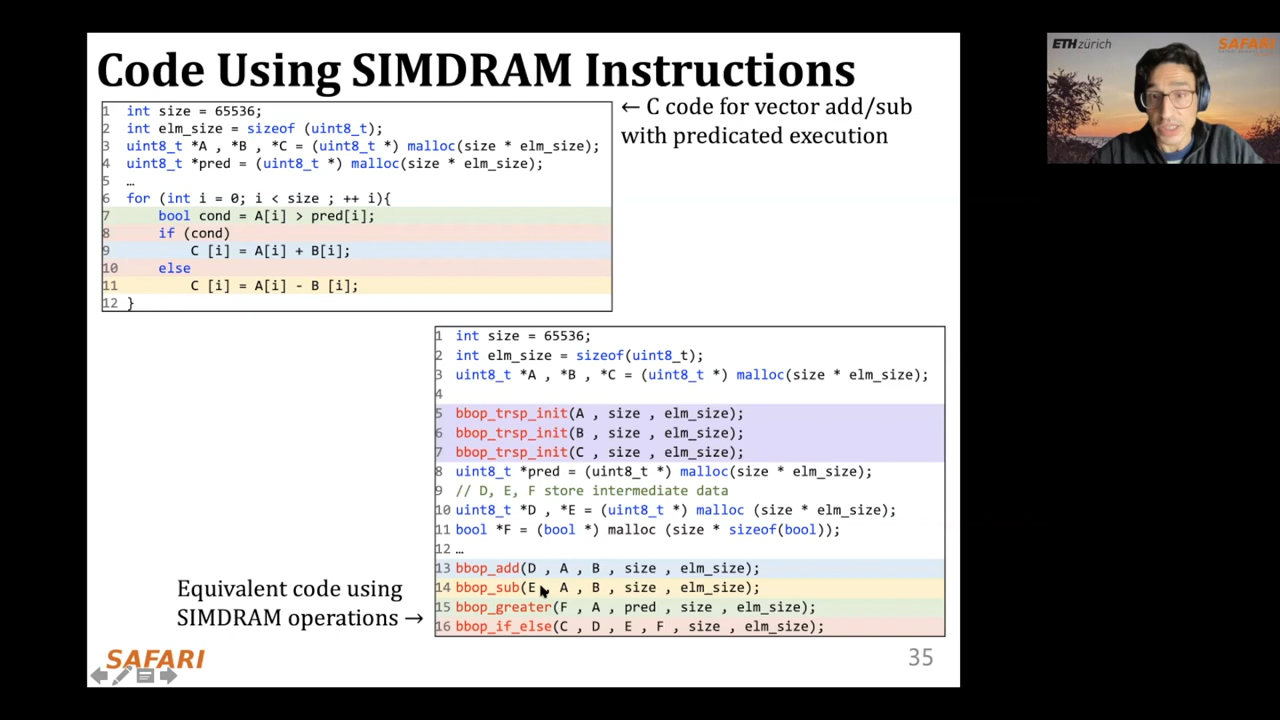 Code Using SIMDRAM Instructions
1 int size = 65536;
2 int elm_size = sizeof (uint8_t);
3 uint8_t *A , *B , *C = (uint8_t *) malloc(size * elm_size);
4 uint8_t *pred = (uint8_t *) malloc(size * elm_size);
5 …
6 for (int i = 0; i < size ; ++ i){
7 bool cond = A[i] > pred[i];
8 if (cond)
9 C [i] = A[i] + B[i];
10 else
11 C [i] = A[i] - B [i];
12 }
← C code for vector add/sub
with predicated execution
1 int size = 65536;
2 int elm_size = sizeof(uint8_t);
3 uint8_t *A , *B , *C = (uint8_t *) malloc(size * elm_size);
4
5 bbop_trsp_init(A , size , elm_size);
6 bbop_trsp_init(B , size , elm_size);
7 bbop_trsp_init(C , size , elm_size);
8 uint8_t *pred = (uint8_t *) malloc(size * elm_size);
9 // D, E, F store intermediate data
10 uint8_t *D , *E = (uint8_t *) malloc (size * elm_size);
11 bool *F = (bool *) malloc (size * sizeof(bool));
12 …
13 bbop_add(D , A , B , size , elm_size);
14 bbop_sub(E , A , B , size , elm_size);
15 bbop_greater(F , A , pred , size , elm_size);
16 bbop_if_else(C , D , E , F , size , elm_size);
Equivalent code using
SIMDRAM operations →
SAFARI
35
ETH zürich
SAFARI